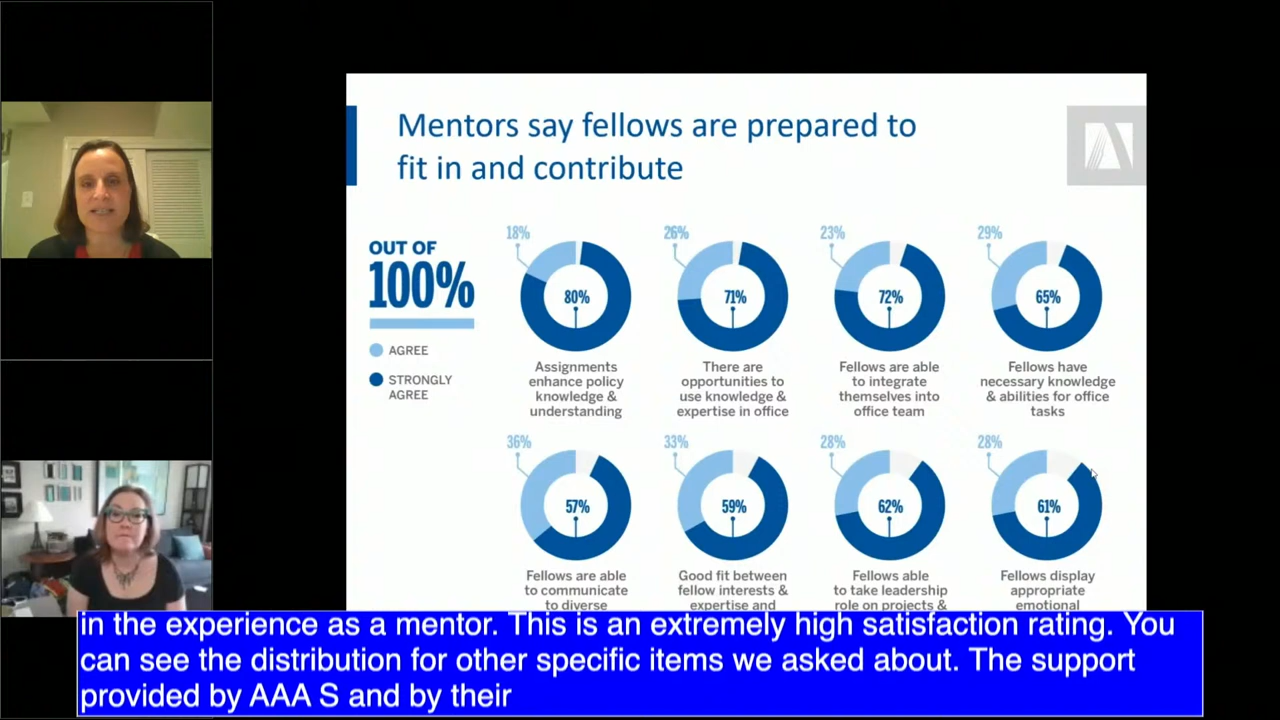 Mentors say fellows are prepared to
fit in and contribute
OUT OF
100%
AGREE
STRONGLY
AGREE
18%
80%
Assignments
enhance policy
knowledge &
understanding
26%
71%
There are
opportunities to
use knowledge &
expertise in office
23%
72%
Fellows are able
to integrate
themselves into
office team
29%
65%
Fellows have
necessary knowledge
& abilities for office
tasks
36%
57%
Fellows are able
to communicate
to diverse
33%
59%
Good fit between
fellow interests &
expertise and
28%
62%
Fellows able
to take leadership
role on projects &
28%
61%
Fellows display
appropriate
emotional
in the experience as a mentor. This is an extremely high satisfaction rating. You
can see the distribution for other specific items we asked about. The support
provided by AAA S and by their